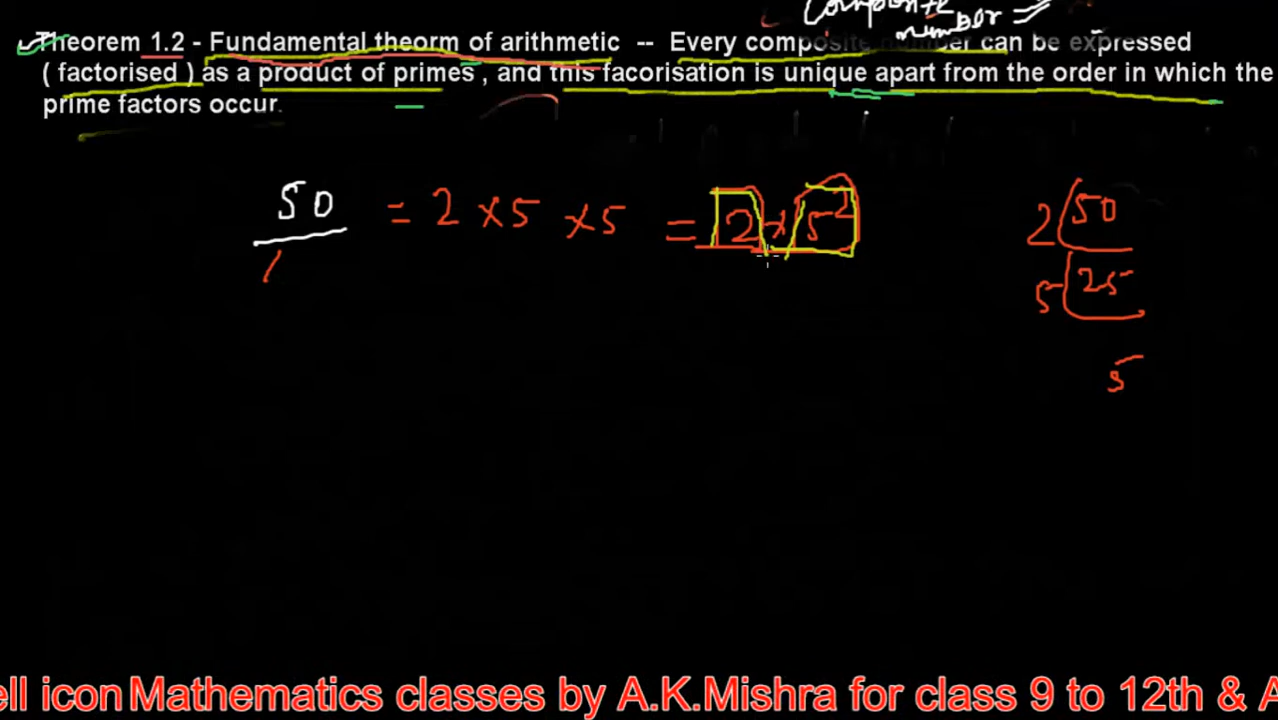 Composite
number
Theorem 1.2 - Fundamental theorm of arithmetic -- Every composite number can be expressed
( factorised ) as a product of primes , and this facorisation is unique apart from the order in which the
prime factors occur.
50 = 2 × 5 × 5 = 2 × 5²
2 50
5 25
5
ell icon Mathematics classes by A.K.Mishra for class 9 to 12th & A